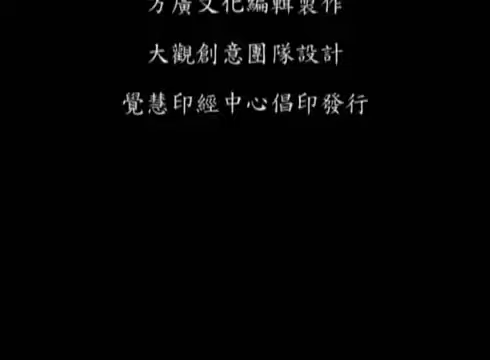 方廣文化編輯製作
大觀創意團隊設計
覺慧印經中心倡印發行